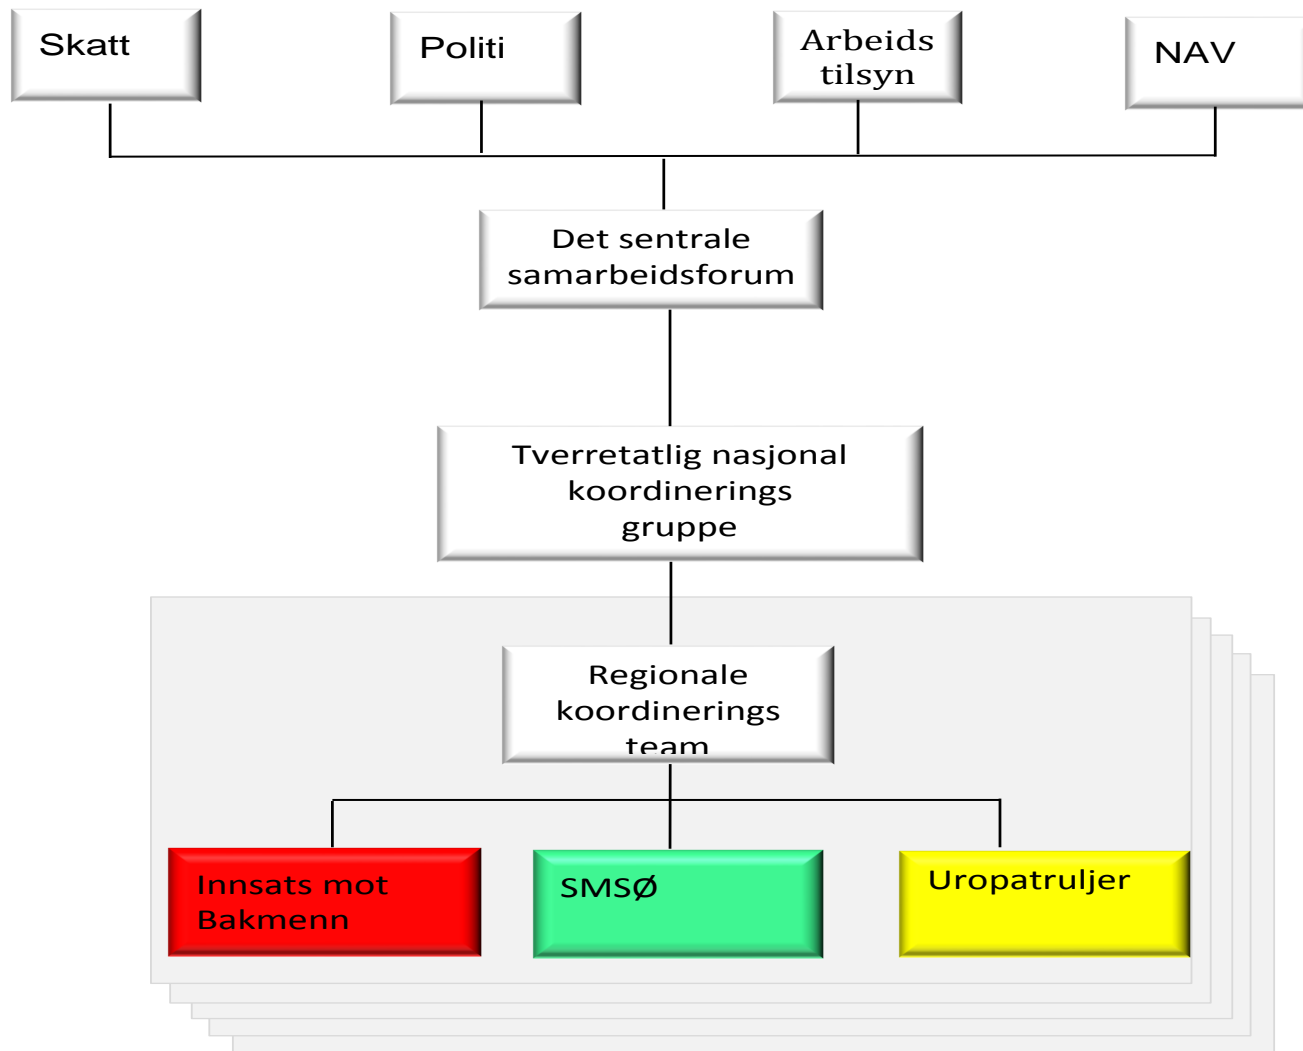 Skatt
Politi
Arbeids
tilsyn
NAV
Det sentrale
samarbeidsforum
Tverretatlig nasjonal
koordinerings
gruppe
Regionale
koordinerings
team
Innsats mot
Bakmenn
SMSØ
Uropatruljer